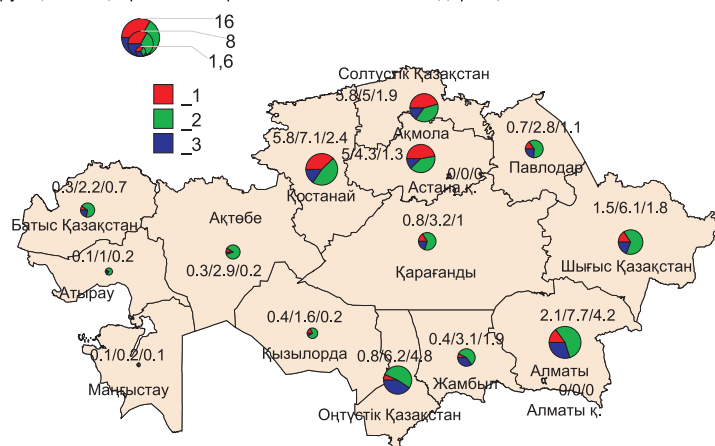 16
8
1,6
_1
_2
_3
Солтүстік Қазақстан
5.8/5/1.9
Ақмола
5.8/7.1/2.4
5/4.3/1.3
0/0/0
Астана қ.
Қостанай
0.7/2.8/1.1
Павлодар
0.3/2.2/0.7
Батыс Қазақстан
Ақтөбе
0.3/2.9/0.2
0.8/3.2/1
Қарағанды
1.5/6.1/1.8
Шығыс Қазақстан
0.1/1/0.2
Атырау
0.4/1.6/0.2
Қызылорда
0.1/0.2/0.1
Маңғыстау
0.8/6.2/4.8
Оңтүстік Қазақстан
0.4/3.1/1.9
Жамбыл
2.1/7.7/4.2
Алматы
0/0/0
Алматы қ.